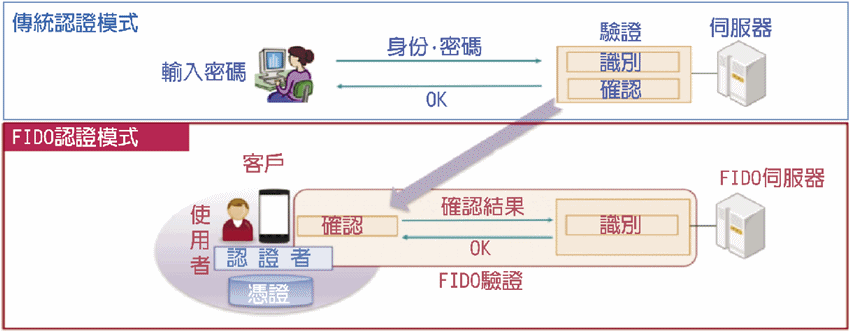 傳統認證模式
輸入密碼
身份·密碼
OK
驗證
識別
確認
伺服器
FIDO認證模式
客戶
使用者
認證者
憑證
確認
確認結果
OK
識別
FIDO驗證
FIDO伺服器